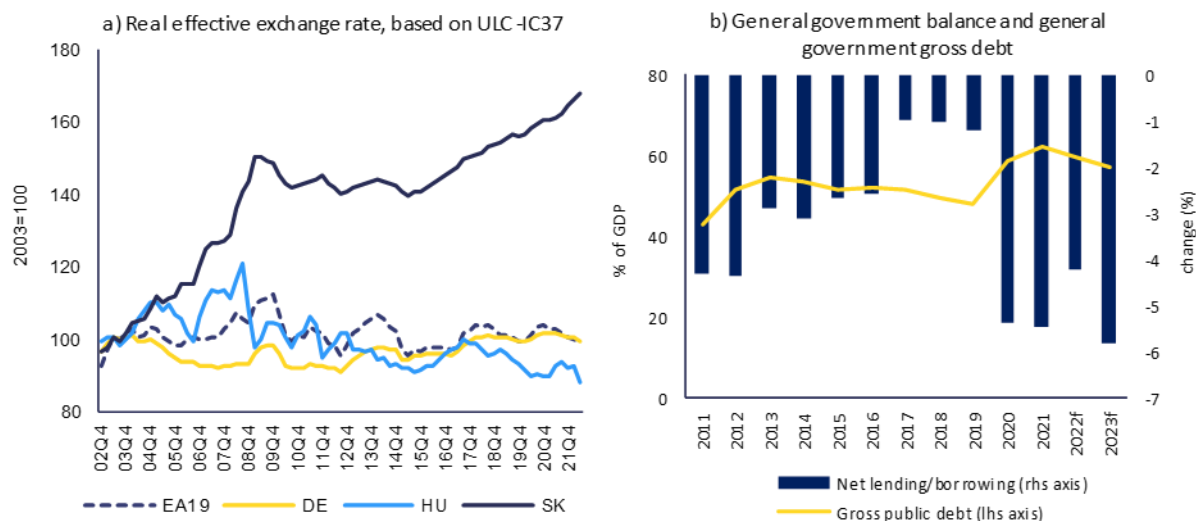 a) Real effective exchange rate, based on ULC -IC37
180
160
140
120
100
80
2003=100
02Q4
03Q4
04Q4
05Q4
06Q4
07Q4
08Q4
09Q4
10Q4
11Q4
12Q4
13Q4
14Q4
15Q4
16Q4
17Q4
18Q4
19Q4
20Q4
21Q4
EA19 DE HU SK
b) General government balance and general
government gross debt
80
60
40
20
0
% of GDP
0
-1
-2
-3
-4
-5
-6
-7
change (%)
2011
2012
2013
2014
2015
2016
2017
2018
2019
2020
2021
2022f
2023f
Net lending/borrowing (rhs axis)
Gross public debt (lhs axis)